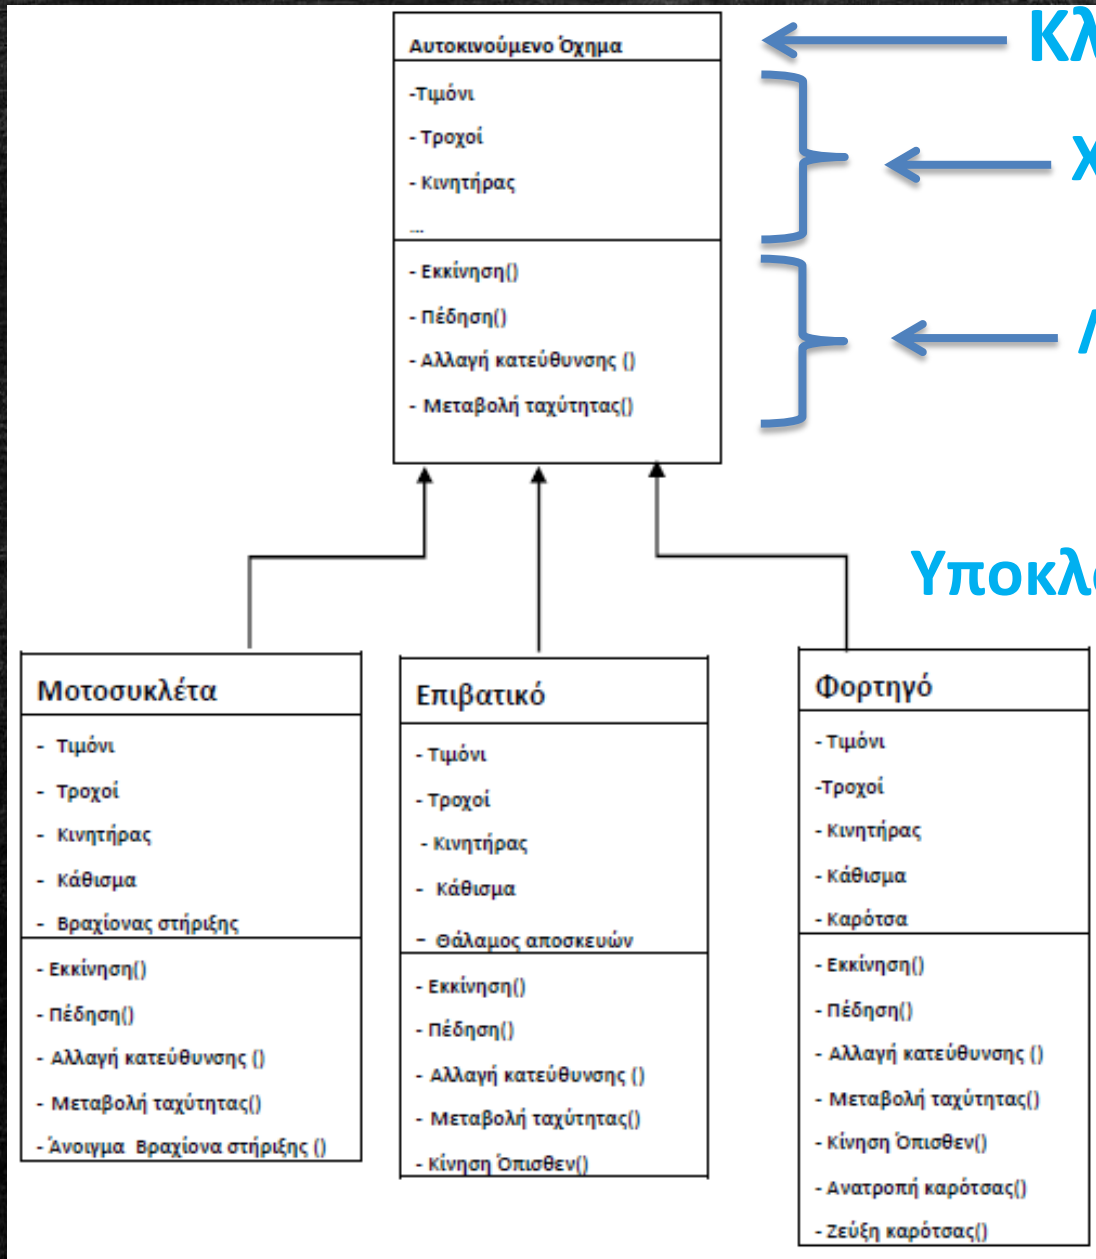 Αυτοκινούμενο Όχημα
-Τιμόνι
- Τροχοί
- Κινητήρας
...
- Εκκίνηση()
- Πέδηση()
- Αλλαγή κατεύθυνσης ()
- Μεταβολή ταχύτητας()
Μοτοσυκλέτα
- Τιμόνι
- Τροχοί
- Κινητήρας
- Κάθισμα
- Βραχίονας στήριξης
- Εκκίνηση()
- Πέδηση()
- Αλλαγή κατεύθυνσης ()
- Μεταβολή ταχύτητας()
- Άνοιγμα Βραχίονα στήριξης ()
Επιβατικό
- Τιμόνι
- Τροχοί
- Κινητήρας
- Κάθισμα
- Θάλαμος αποσκευών
- Εκκίνηση()
- Πέδηση()
- Αλλαγή κατεύθυνσης ()
- Μεταβολή ταχύτητας()
- Κίνηση Όπισθεν()
Φορτηγό
- Τιμόνι
-Τροχοί
- Κινητήρας
- Κάθισμα
- Καρότσα
- Εκκίνηση()
- Πέδηση()
- Αλλαγή κατεύθυνσης ()
- Μεταβολή ταχύτητας()
- Κίνηση Όπισθεν()
- Ανατροπή καρότσας()
- Ζεύξη καρότσας()